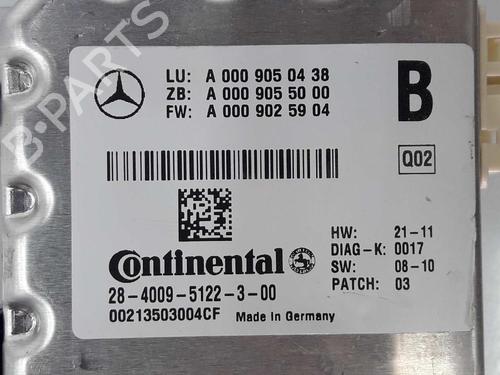 LU: A 000 905 04 38
ZB: A 000 905 50 00
FW: A 000 902 59 04
B
Q02
HW: 21-11
DIAG-K: 0017
SW: 08-10
PATCH: 03
Continental
28-4009-5122-3-00
00213503004CF Made in Germany
B-PARTS